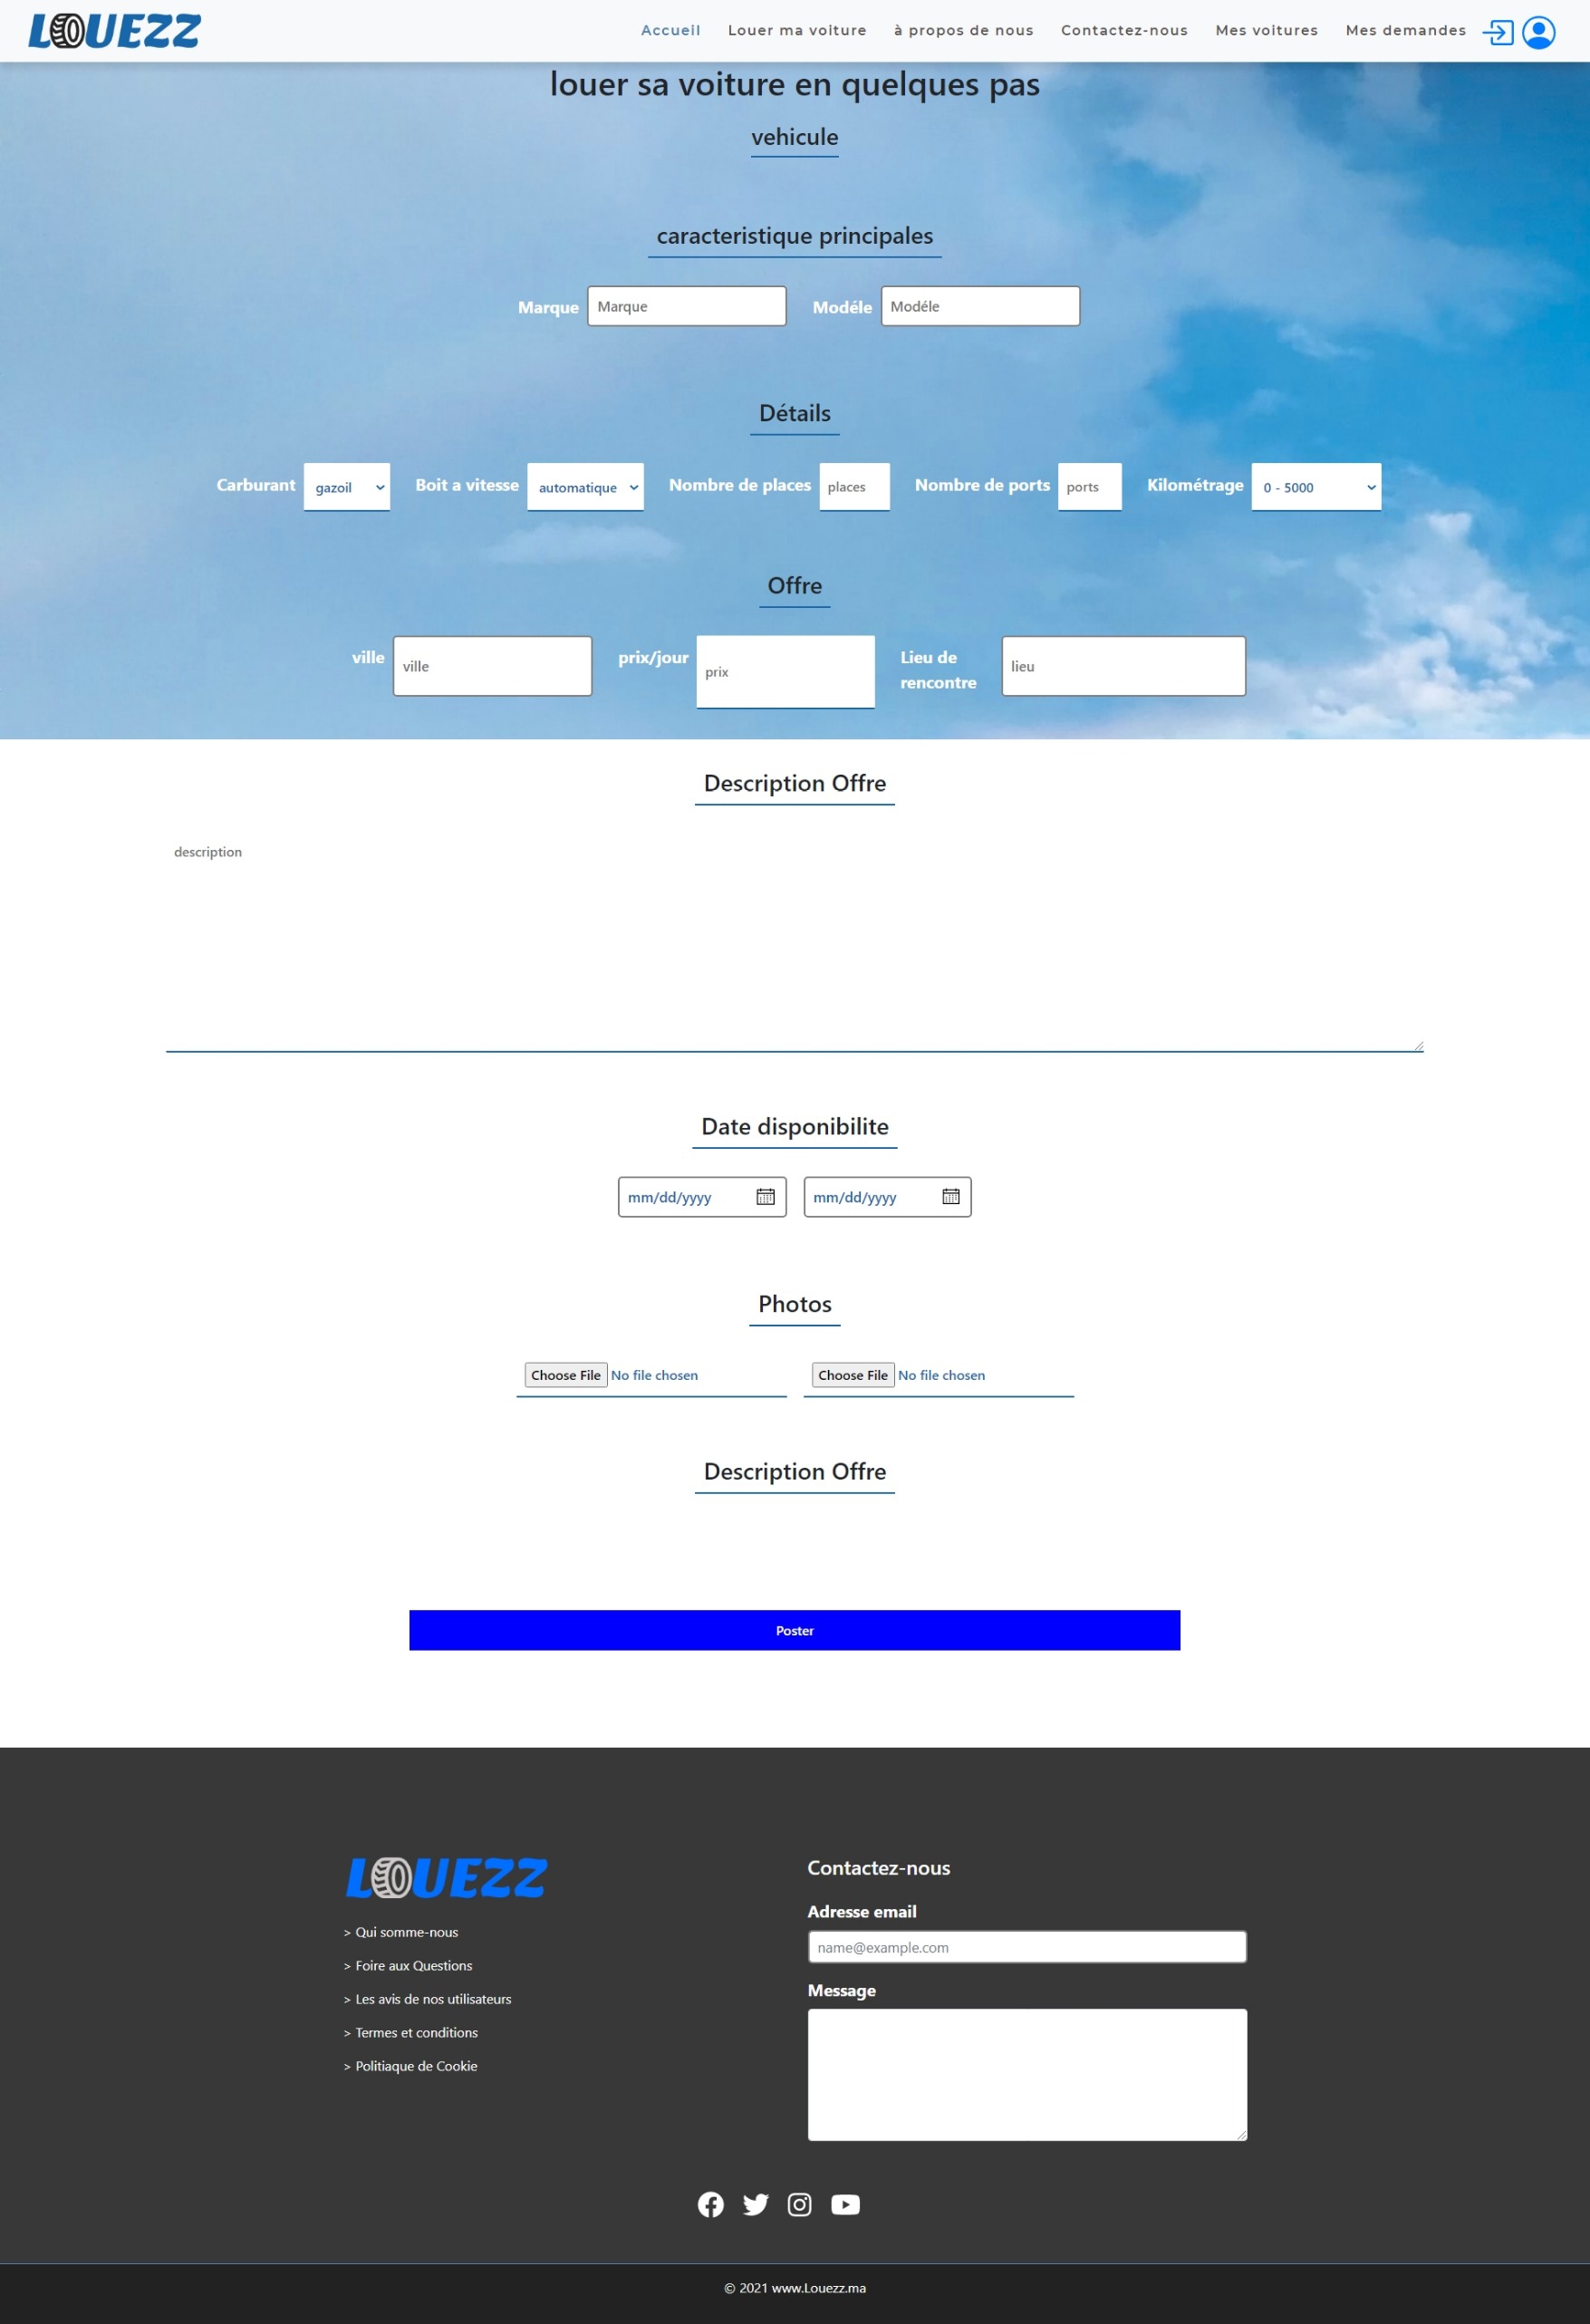 LOUEZZ
Accueil Louer ma voiture à propos de nous Contactez-nous Mes voitures Mes demandes
louer sa voiture en quelques pas
vehicule
caracteristique principales
Marque Marque Modéle Modéle
Détails
Carburant gazoil Boit a vitesse automatique Nombre de places places Nombre de ports ports Kilométrage 0 - 5000
Offre
ville ville prix/jour prix Lieu de rencontre lieu
Description Offre
description
Date disponibilite
mm/dd/yyyy mm/dd/yyyy
Photos
Choose File No file chosen Choose File No file chosen
Description Offre
Poster
LOUEZZ
> Qui somme-nous
> Foire aux Questions
> Les avis de nos utilisateurs
> Termes et conditions
> Politiaque de Cookie
Contactez-nous
Adresse email
name@example.com
Message
© 2021 www.Louezz.ma